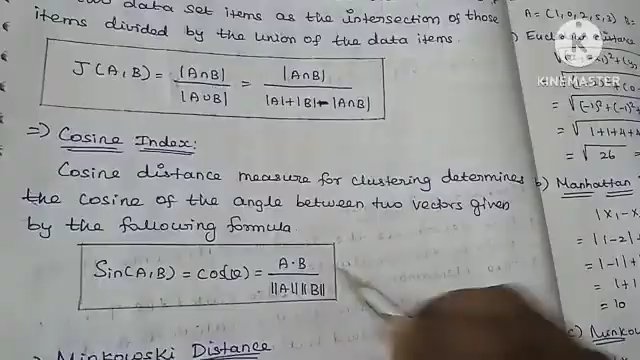 data set items as the intersection of those
items divided by the union of the data items.
J(A,B) = |A∩B| / |A∪B| = |A∩B| / |A|+|B|-|A∩B|
=> Cosine Index:
Cosine distance measure for clustering determines
the cosine of the angle between two vectors given
by the following formula.
Sin(A,B) = cos(θ) = A·B / ||A|| ||B||
Minkowski Distance
A = (1,0,2,5,3)
= √(-1)²+(-1)²+
= √1+1+4+4
= √26
b) Manhattan
|x₁-x
= |1-2|+
= |-1|+
= 1+
= 10
KINEMASTER